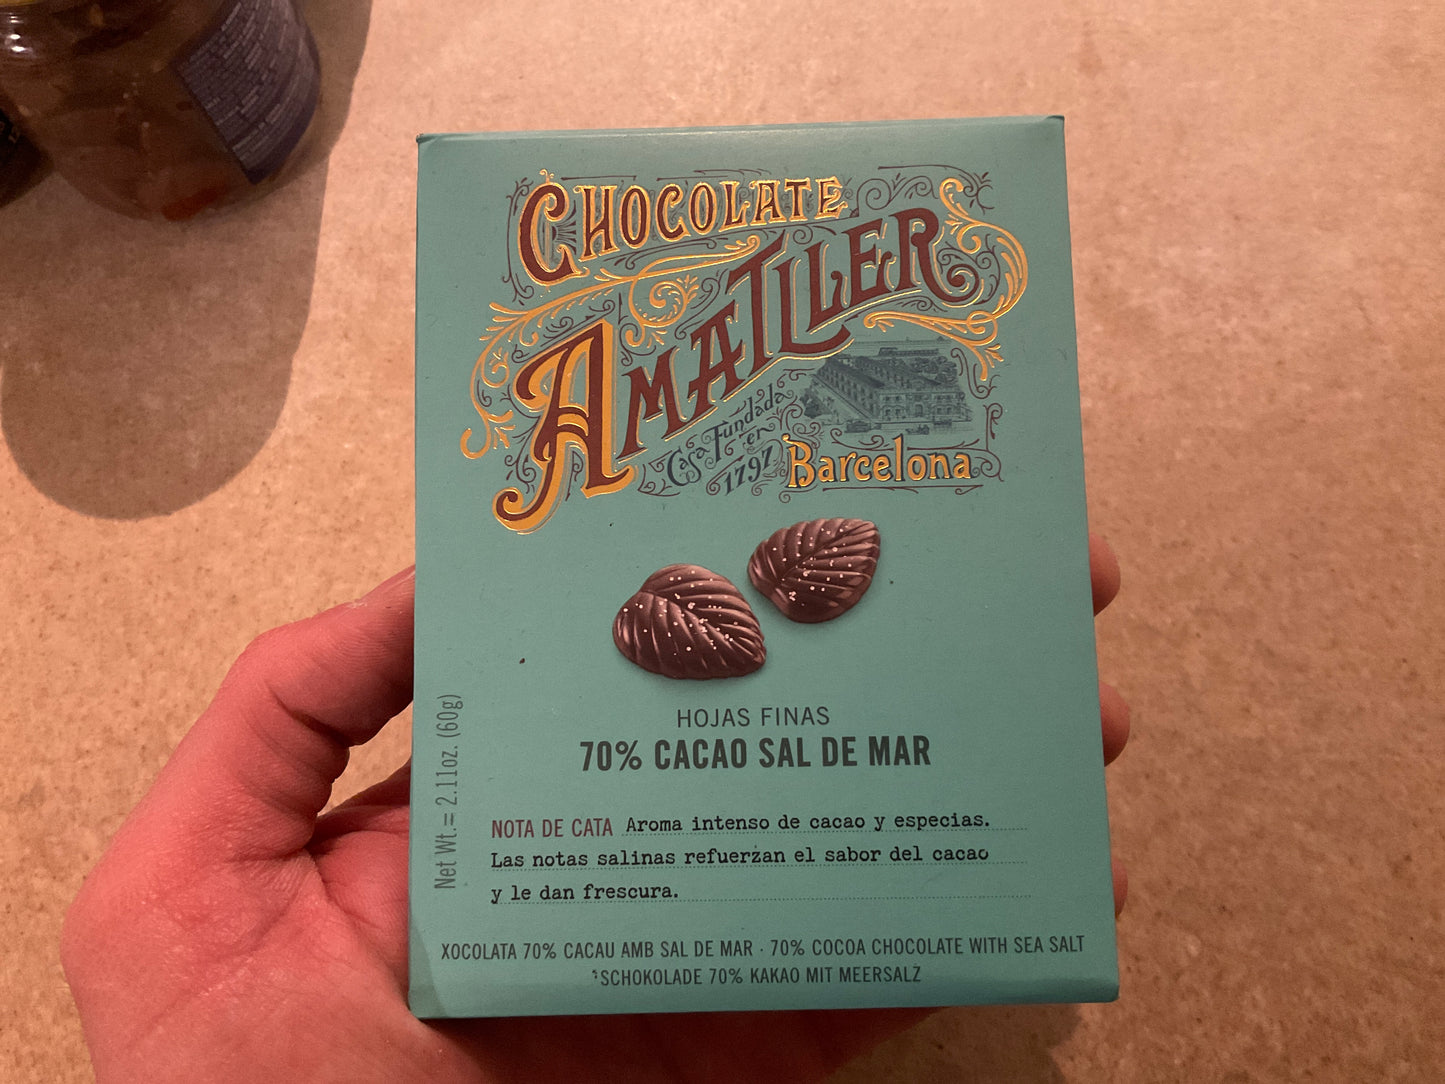 CHOCOLATE
AMATLLER
Casa Fundada
en
1797
Barcelona
HOJAS FINAS
70% CACAO SAL DE MAR
Net Wt.= 2.11oz. (60g)
NOTA DE CATA Aroma intenso de cacao y especias.
Las notas salinas refuerzan el sabor del cacao
y le dan frescura.
XOCOLATA 70% CACAU AMB SAL DE MAR · 70% COCOA CHOCOLATE WITH SEA SALT
SCHOKOLADE 70% KAKAO MIT MEERSALZ